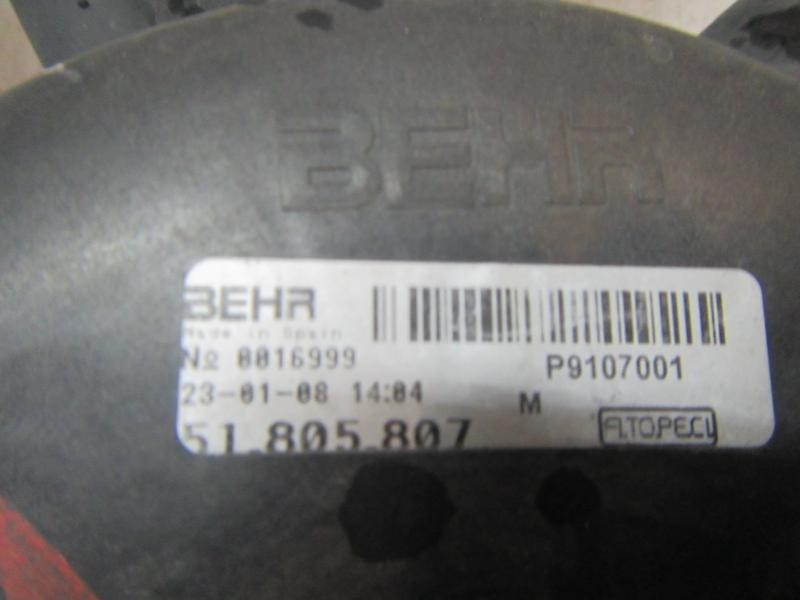 BEHR
BEHR
Made in Spain
No 0016999
P9107001
23-01-08 14:04
M
51.805.807